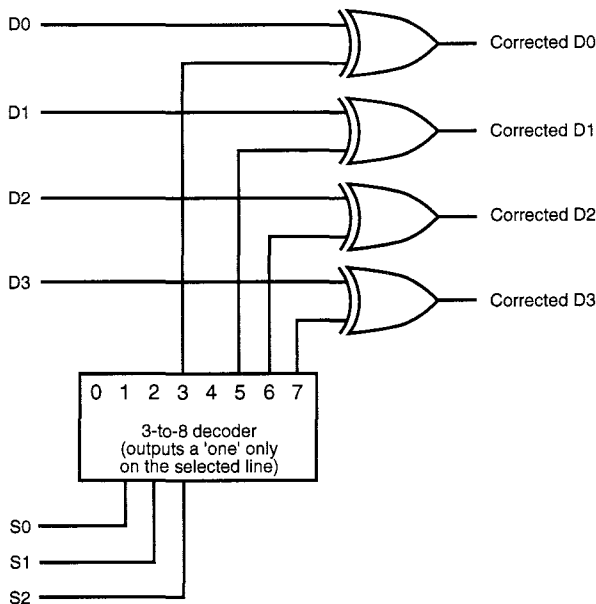 D0
Corrected D0
D1
Corrected D1
D2
Corrected D2
D3
Corrected D3
0 1 2 3 4 5 6 7
3-to-8 decoder
(outputs a 'one' only
on the selected line)
S0
S1
S2